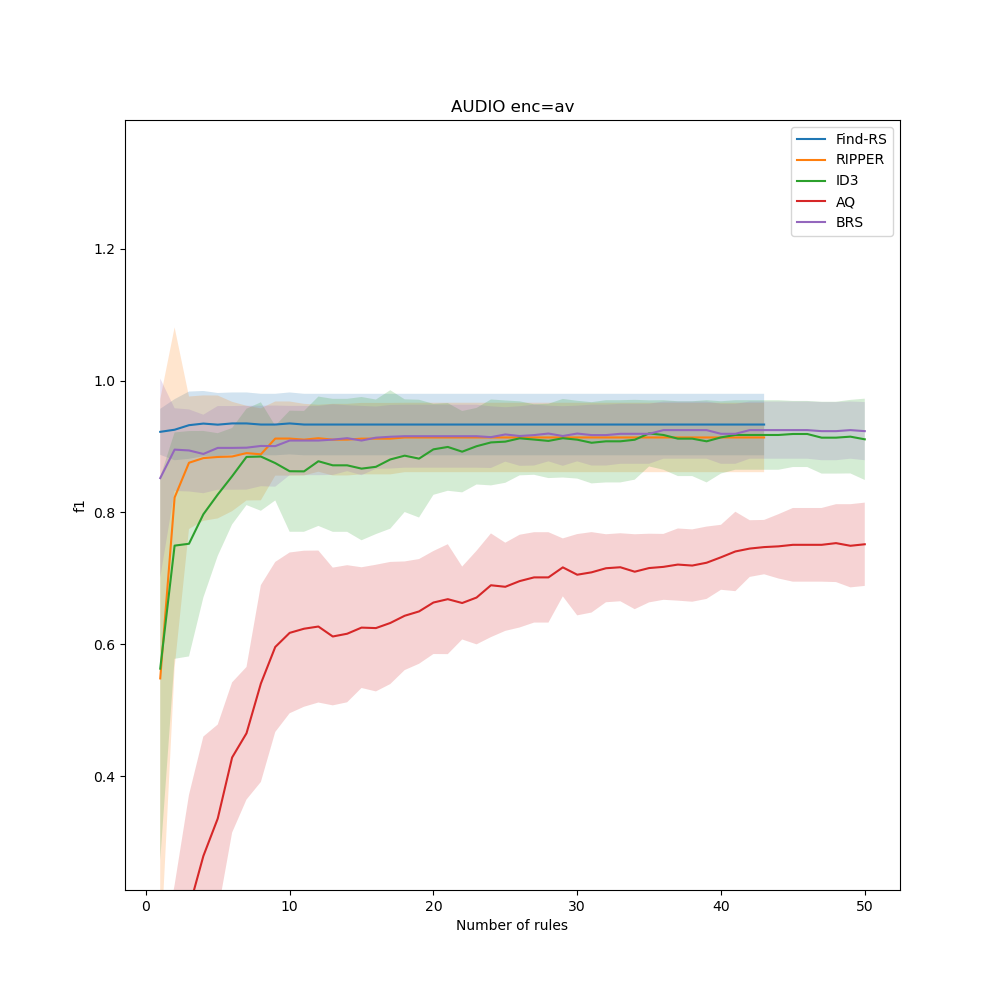 AUDIO enc=av
Find-RS
RIPPER
ID3
AQ
BRS
1.2
1.0
0.8
0.6
0.4
f1
0 10 20 30 40 50
Number of rules